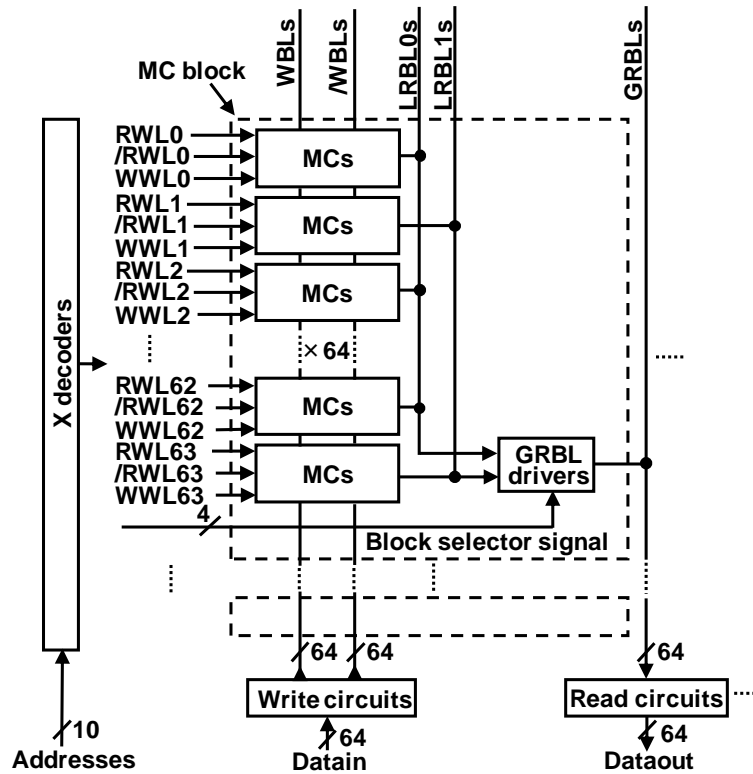 WBLs
/WBLs
LRBL0s
LRBL1s
GRBLs
MC block
X decoders
RWL0
/RWL0
WWL0
MCs
RWL1
/RWL1
WWL1
MCs
RWL2
/RWL2
WWL2
MCs
× 64
RWL62
/RWL62
WWL62
MCs
RWL63
/RWL63
WWL63
MCs
GRBL
drivers
4
Block selector signal
64
64
64
Write circuits
Read circuits
10
64
64
Addresses
Datain
Dataout